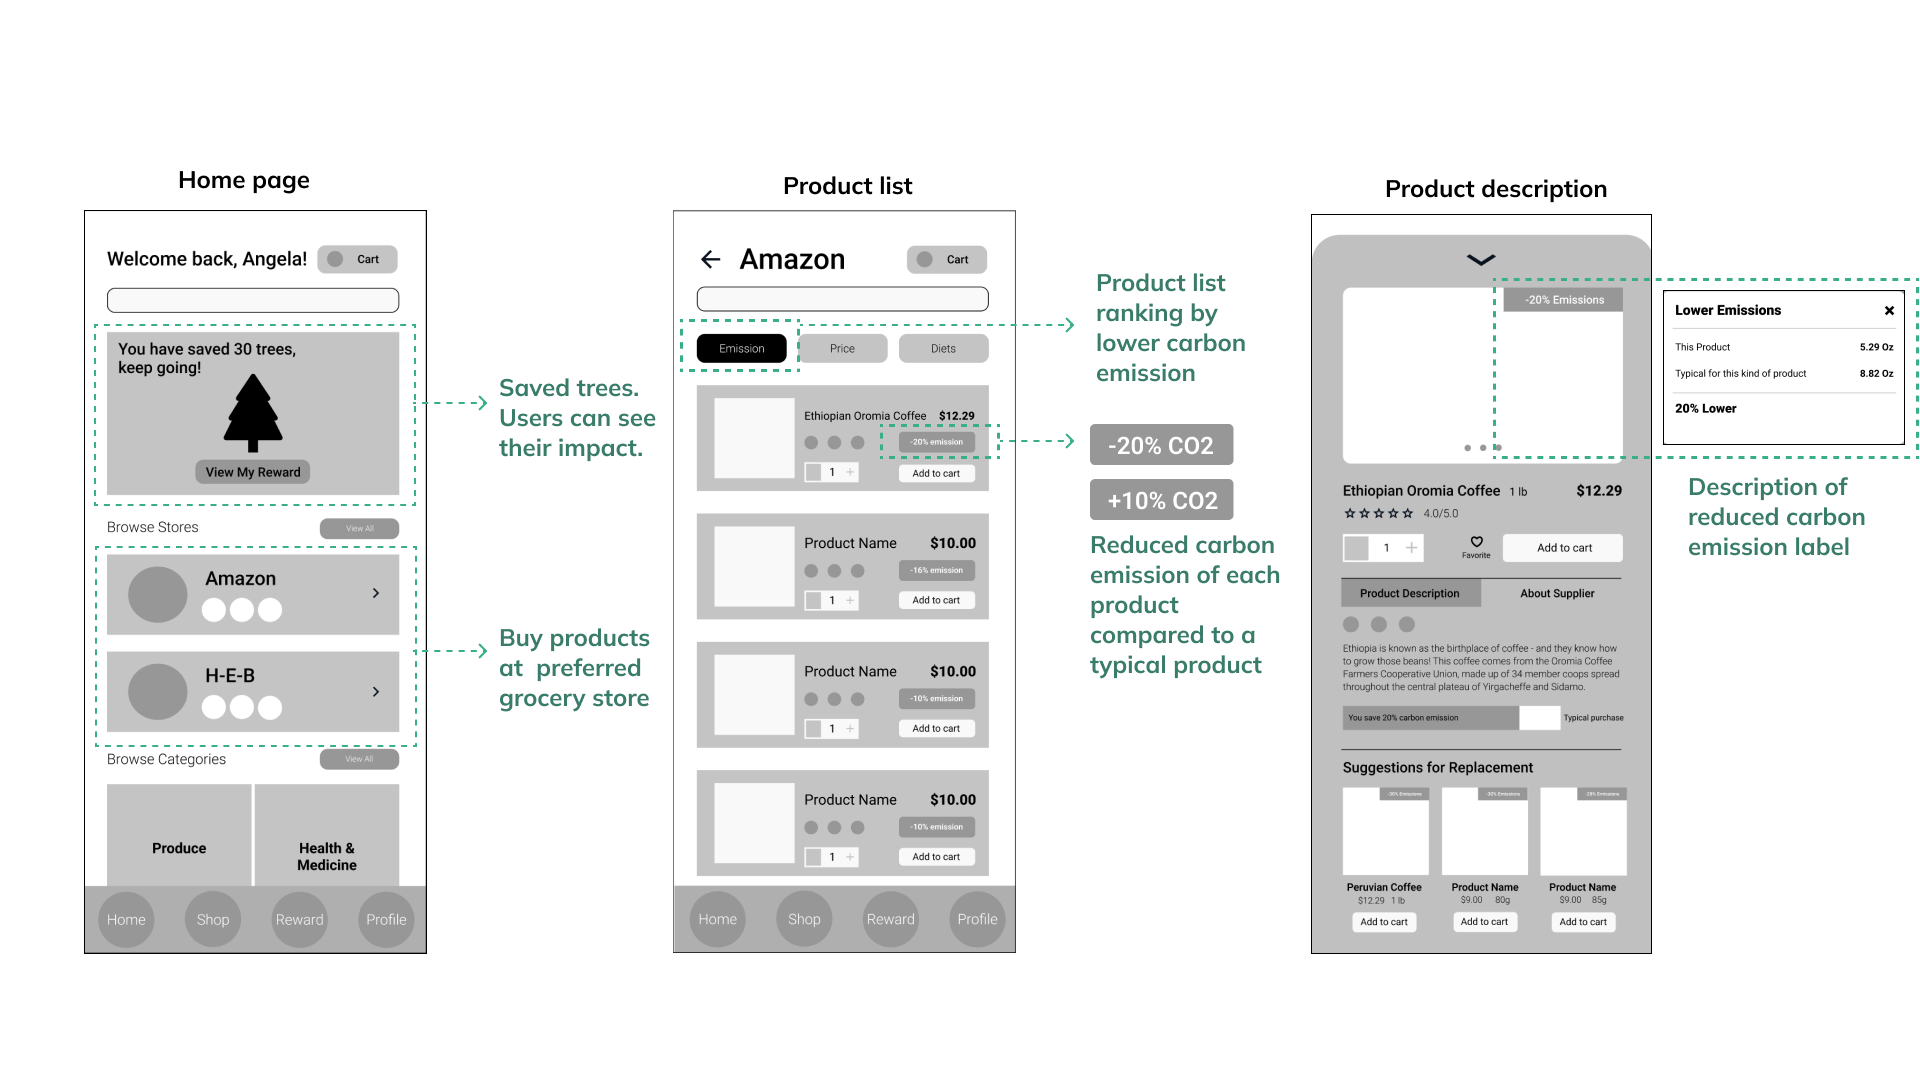 Home page
Welcome back, Angela!
Cart
You have saved 30 trees,
keep going!
View My Reward
Browse Stores
View All
Amazon
H-E-B
Browse Categories
View All
Produce
Health &
Medicine
Home
Shop
Reward
Profile
Saved trees.
Users can see
their impact.
Buy products
at preferred
grocery store
Product list
Amazon
Cart
Emission
Price
Diets
Ethiopian Oromia Coffee $12.29
-20% emission
1 +
Add to cart
Product Name $10.00
-16% emission
1 +
Add to cart
Product Name $10.00
-10% emission
1 +
Add to cart
Product Name $10.00
-10% emission
1 +
Add to cart
Home
Shop
Reward
Profile
Product list
ranking by
lower carbon
emission
-20% CO2
+10% CO2
Reduced carbon
emission of each
product
compared to a
typical product
Product description
-20% Emissions
Ethiopian Oromia Coffee 1 lb $12.29
4.0/5.0
1 +
Favorite
Add to cart
Product Description
About Supplier
Ethiopia is known as the birthplace of coffee - and they know how
to grow those beans! This coffee comes from the Oromia Coffee
Farmers Cooperative Union, made up of 34 member coops spread
throughout the central plateau of Yirgacheffe and Sidamo.
You save 20% carbon emission
Typical purchase
Suggestions for Replacement
-30% Emissions
-30% Emissions
Emissions
Peruvian Coffee
$12.29 1 lb
Add to cart
Product Name
$9.00 80g
Add to cart
Product Name
$9.00 85g
Add to cart
Lower Emissions
This Product 5.29 Oz
Typical for this kind of product 8.82 Oz
20% Lower
Description of
reduced carbon
emission label